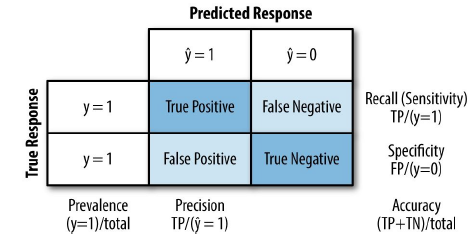 Predicted Response
ŷ = 1
ŷ = 0
True Response
y = 1
True Positive
False Negative
Recall (Sensitivity)
TP/(y=1)
y = 1
False Positive
True Negative
Specificity
FP/(y=0)
Prevalence
(y=1)/total
Precision
TP/(ŷ = 1)
Accuracy
(TP+TN)/total